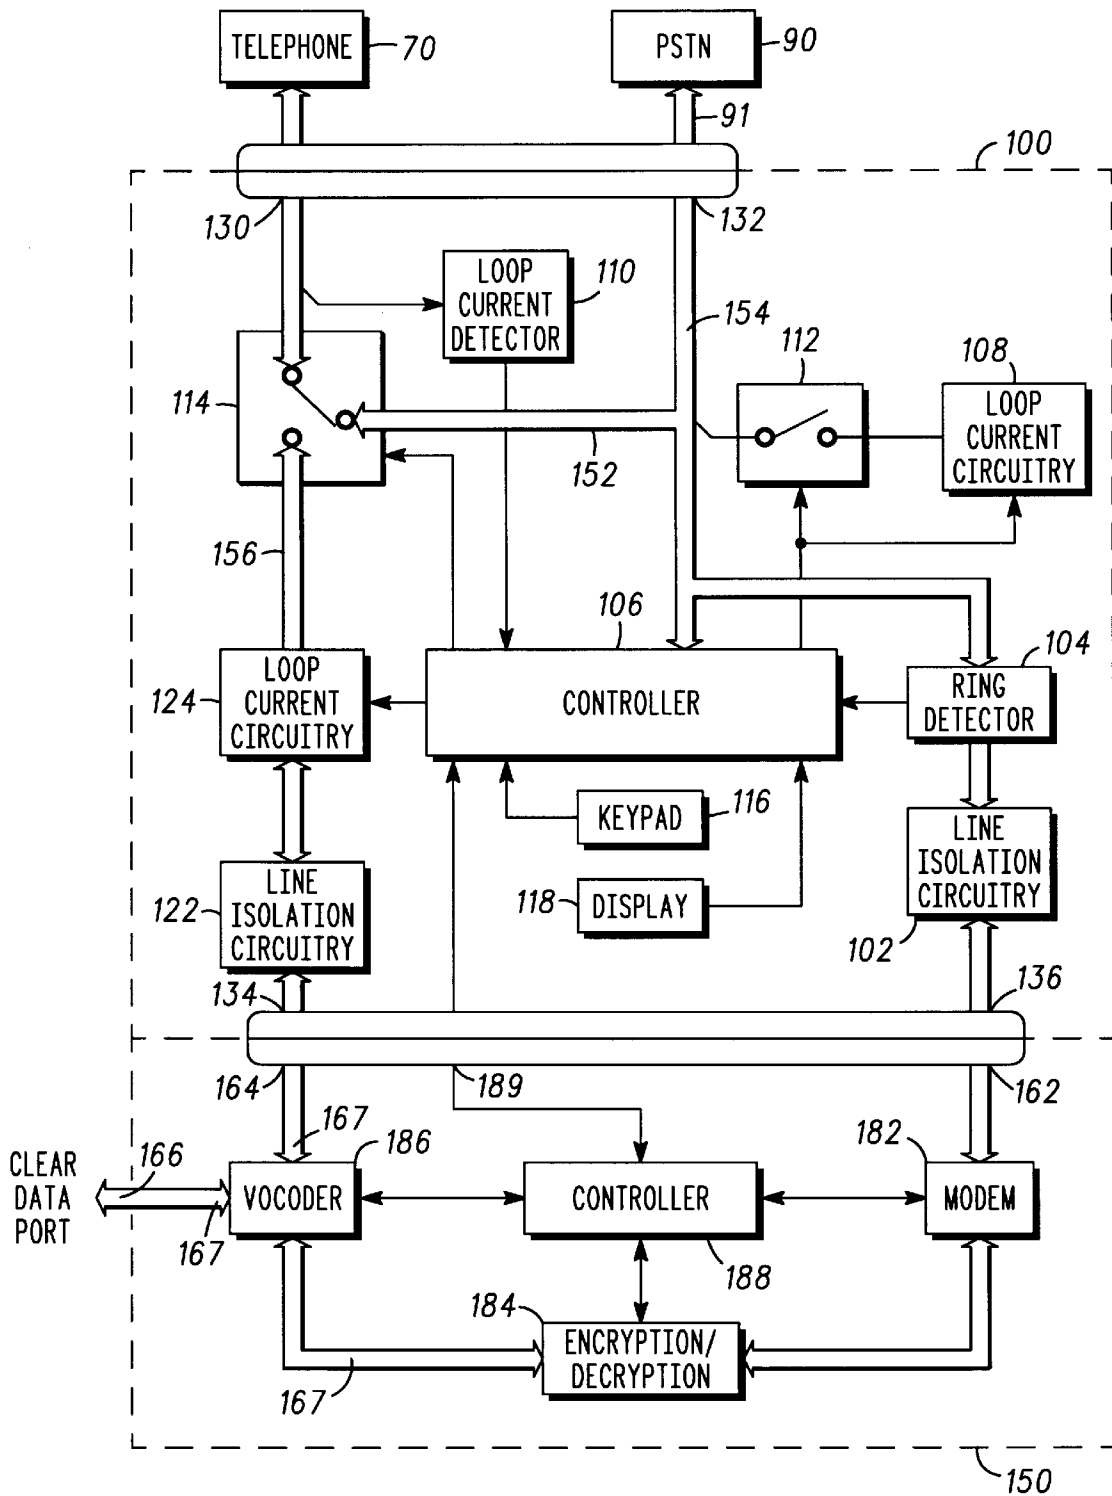 TELEPHONE
70
PSTN
90
91
100
130
132
LOOP
CURRENT
DETECTOR
110
154
112
108
114
LOOP
CURRENT
CIRCUITRY
152
156
106
104
124
LOOP
CURRENT
CIRCUITRY
CONTROLLER
RING
DETECTOR
KEYPAD
116
LINE
ISOLATION
CIRCUITRY
122
LINE
ISOLATION
CIRCUITRY
118
DISPLAY
102
134
136
164
189
162
167
186
182
CLEAR
DATA
PORT
166
167
VOCODER
CONTROLLER
MODEM
188
184
ENCRYPTION/
DECRYPTION
167
150